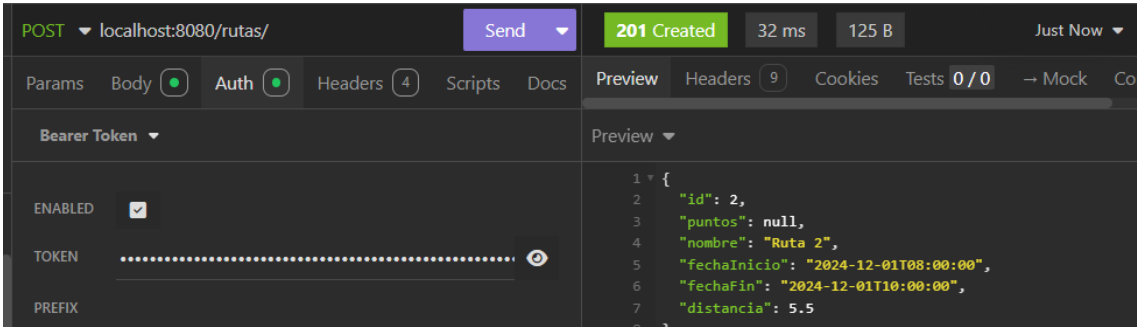 POST localhost:8080/rutas/ Send 201 Created 32 ms 125 B Just Now
Params Body Auth Headers 4 Scripts Docs Preview Headers 9 Cookies Tests 0 / 0 → Mock Co
Bearer Token Preview
1 {
ENABLED 2 "id": 2,
3 "puntos": null,
4 "nombre": "Ruta 2",
TOKEN •••••••••••••••••••••••••••••••••••••••••••••••••••••••• 5 "fechaInicio": "2024-12-01T08:00:00",
6 "fechaFin": "2024-12-01T10:00:00",
PREFIX 7 "distancia": 5.5